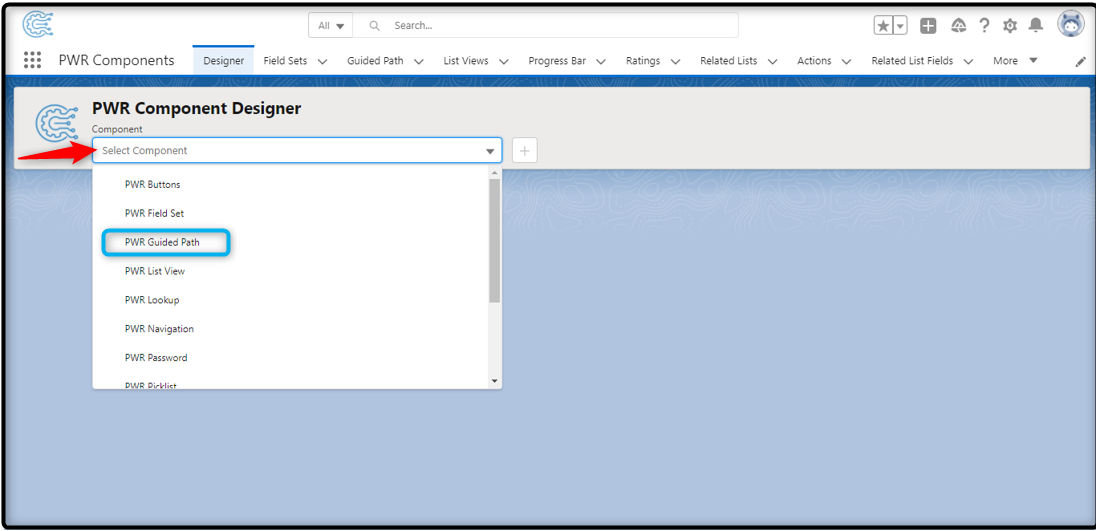 All
Search...
PWR Components Designer Field Sets Guided Path List Views Progress Bar Ratings Related Lists Actions Related List Fields More
PWR Component Designer
Component
Select Component
PWR Buttons
PWR Field Set
PWR Guided Path
PWR List View
PWR Lookup
PWR Navigation
PWR Password
PWR Picklist